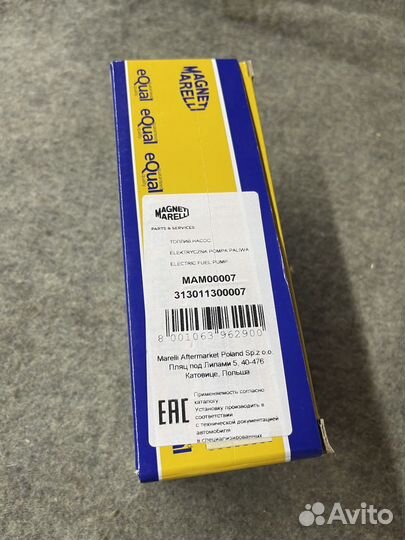 MAGNETI
MARELLI
eQual
eQual
eQual
MAGNETI
MARELLI
PARTS & SERVICES
ТОПЛИВ.НАСОС
ELEKTRYCZNA POMPA PALIWA
ELECTRIC FUEL PUMP
MAM00007
313011300007
8 001063 962900
Marelli Aftermarket Poland Sp.z o.o.
Пляц под Липами 5, 40-476
Катовице, Польша
EAC
Применяемость согласно
каталогу
Установку производить в
соответствии
с технической документацией
автомобиля
в специализированных
Avito